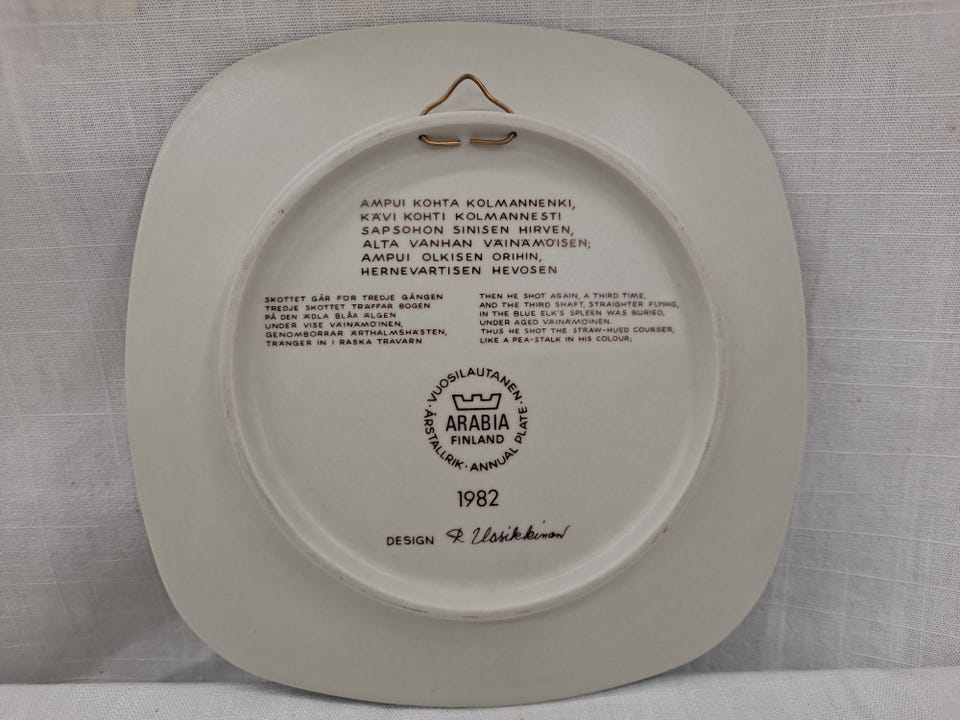 AMPUI KOHTA KOLMANNENKI,
KÄVI KOHTI KOLMANNESTI
SAPSOHON SINISEN HIRVEN,
ALTA VANHAN VÄINÄMÖISEN;
AMPUI OLKISEN ORIHIN,
HERNEVARTISEN HEVOSEN
SKOTTET GÅR FÖR TREDJE GÅNGEN
TREDJE SKOTTET TRÄFFAR BOGEN
PÅ DEN ÄDLA BLÅA ÄLGEN
UNDER VISE VÄINÄMÖINEN,
GENOMBORRAR ÄRTHALMSHÄSTEN,
TRÄNGER IN I RASKA TRAVARN
THEN HE SHOT AGAIN, A THIRD TIME,
AND THE THIRD SHAFT, STRAIGHTER FLYING,
IN THE BLUE ELK'S SPLEEN WAS BURIED,
UNDER AGED VÄINÄMÖINEN.
THUS HE SHOT THE STRAW-HUED COURSER,
LIKE A PEA-STALK IN HIS COLOUR;
VUOSILAUTANEN · ANNUAL PLATE · ÅRSTALLRIK ·
ARABIA
FINLAND
1982
DESIGN R Uosikkinen